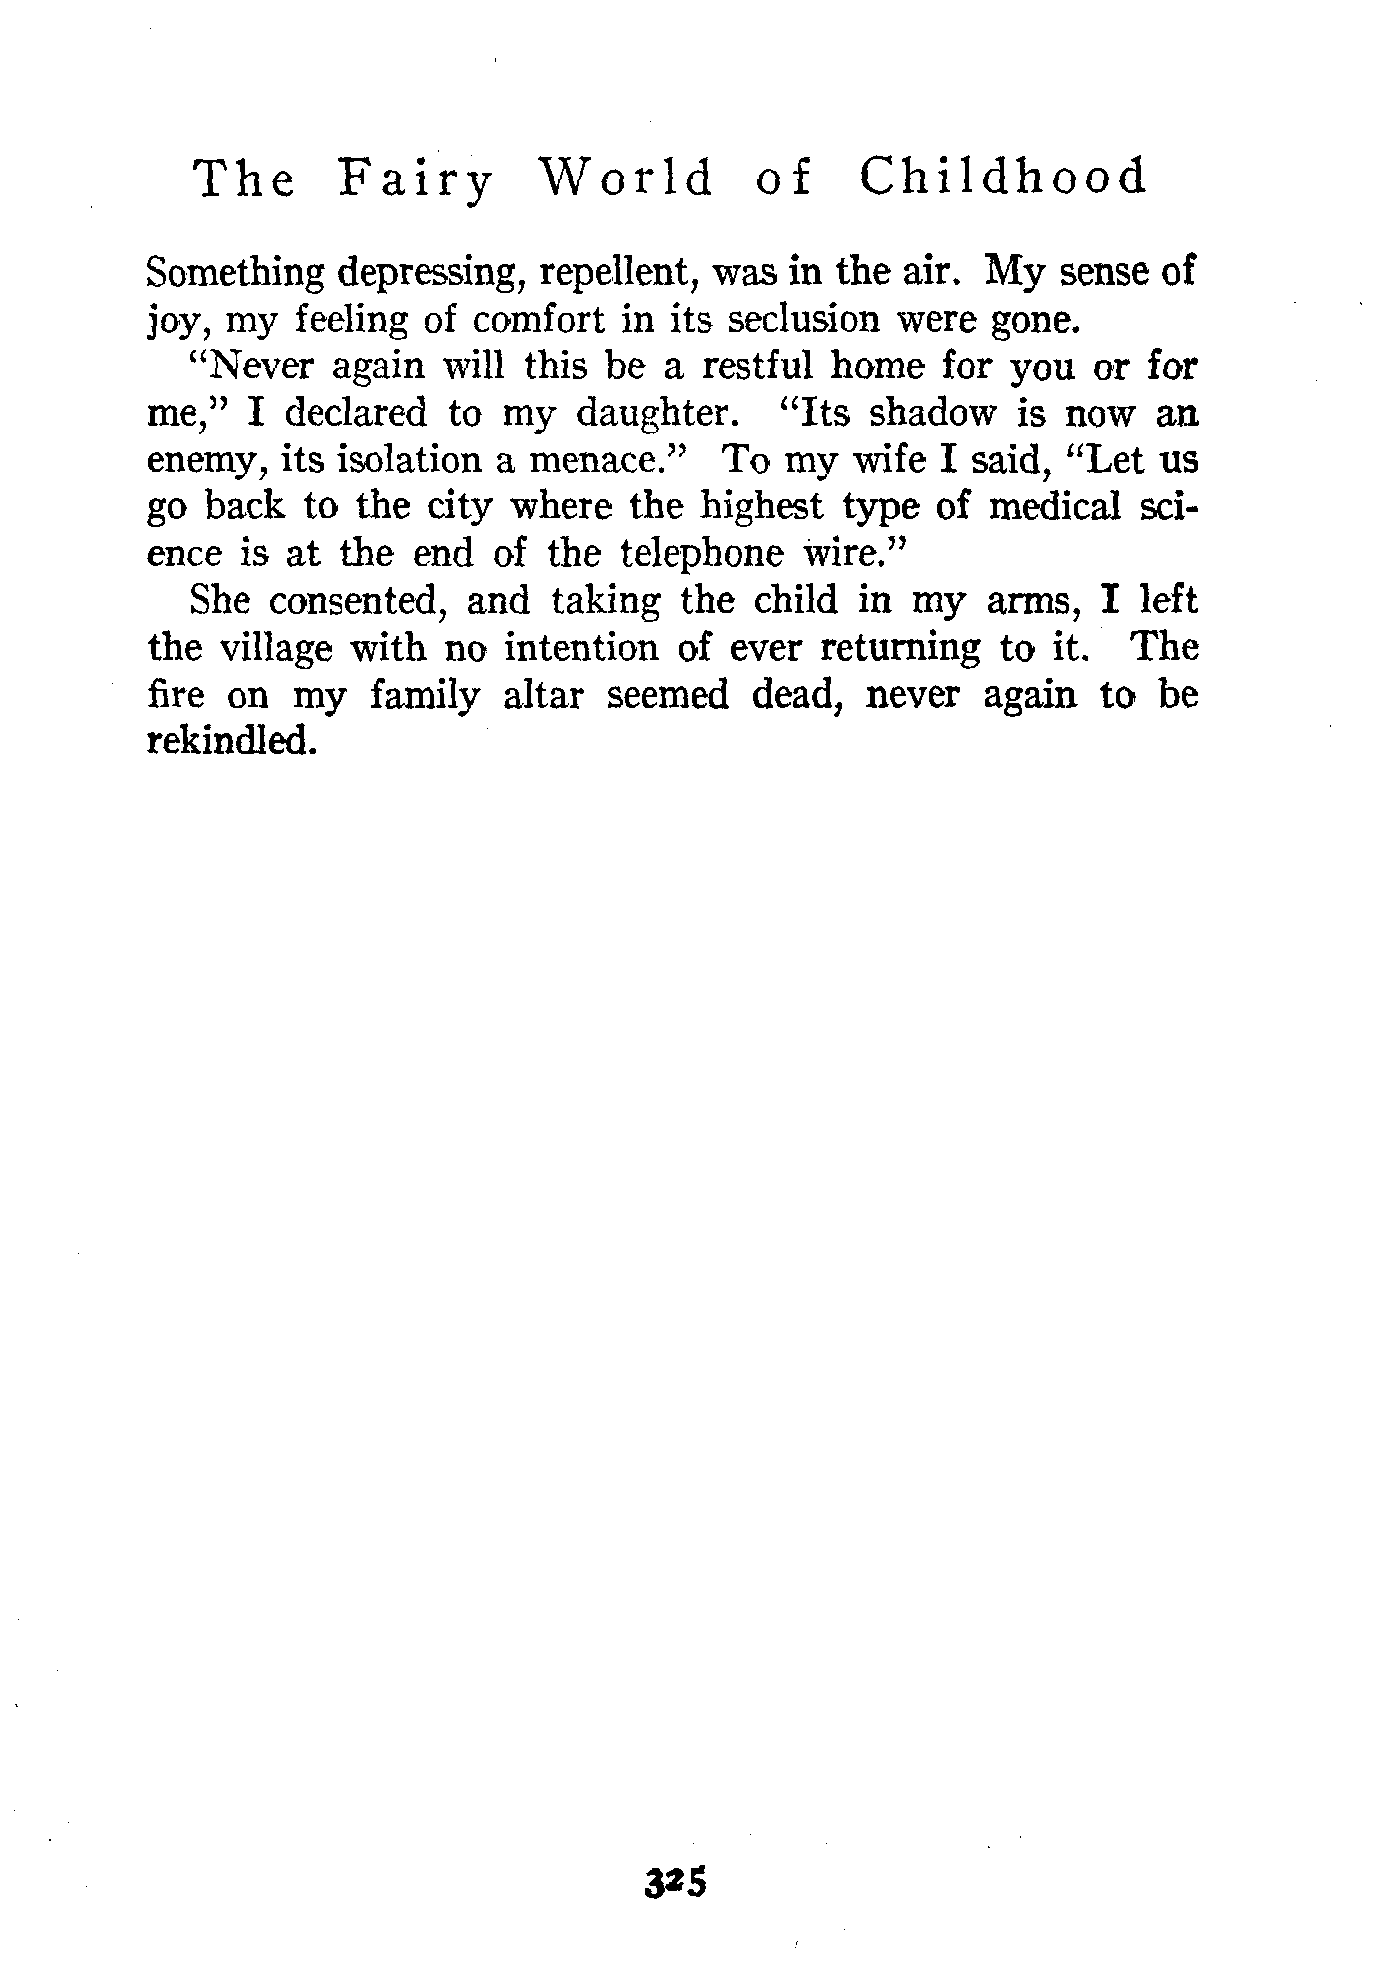 The Fairy World of Childhood
Something depressing, repellent, was in the air. My sense of
joy, my feeling of comfort in its seclusion were gone.
“Never again will this be a restful home for you or for
me,” I declared to my daughter. “Its shadow is now an
enemy, its isolation a menace.” To my wife I said, “Let us
go back to the city where the highest type of medical sci-
ence is at the end of the telephone wire.”
She consented, and taking the child in my arms, I left
the village with no intention of ever returning to it. The
fire on my family altar seemed dead, never again to be
rekindled.
325